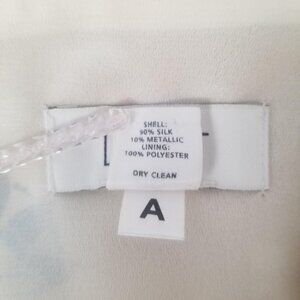 SHELL:
90% SILK
10% METALLIC
LINING:
100% POLYESTER
DRY CLEAN
A